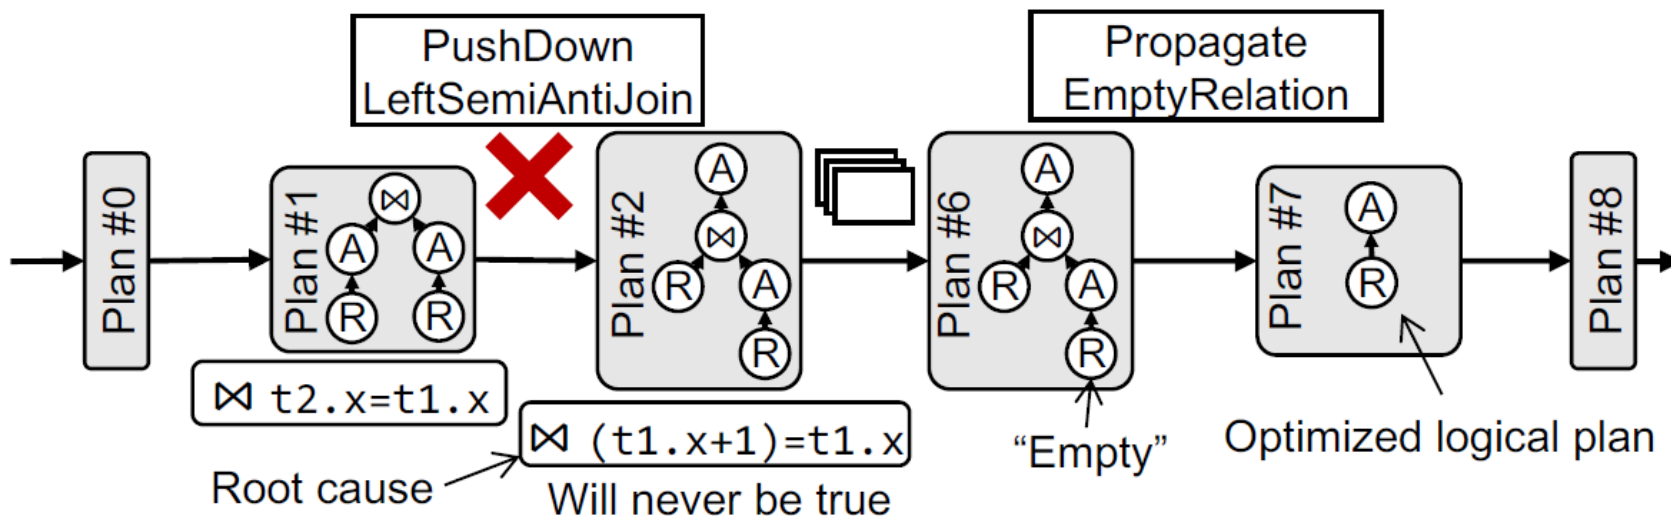 PushDown
LeftSemiAntiJoin
Propagate
EmptyRelation
Plan #0
Plan #1
⋈
A
A
R
R
Plan #2
A
⋈
R
A
R
Plan #6
A
⋈
R
A
R
Plan #7
A
R
Plan #8
⋈ t2.x=t1.x
⋈ (t1.x+1)=t1.x
Root cause
Will never be true
“Empty”
Optimized logical plan